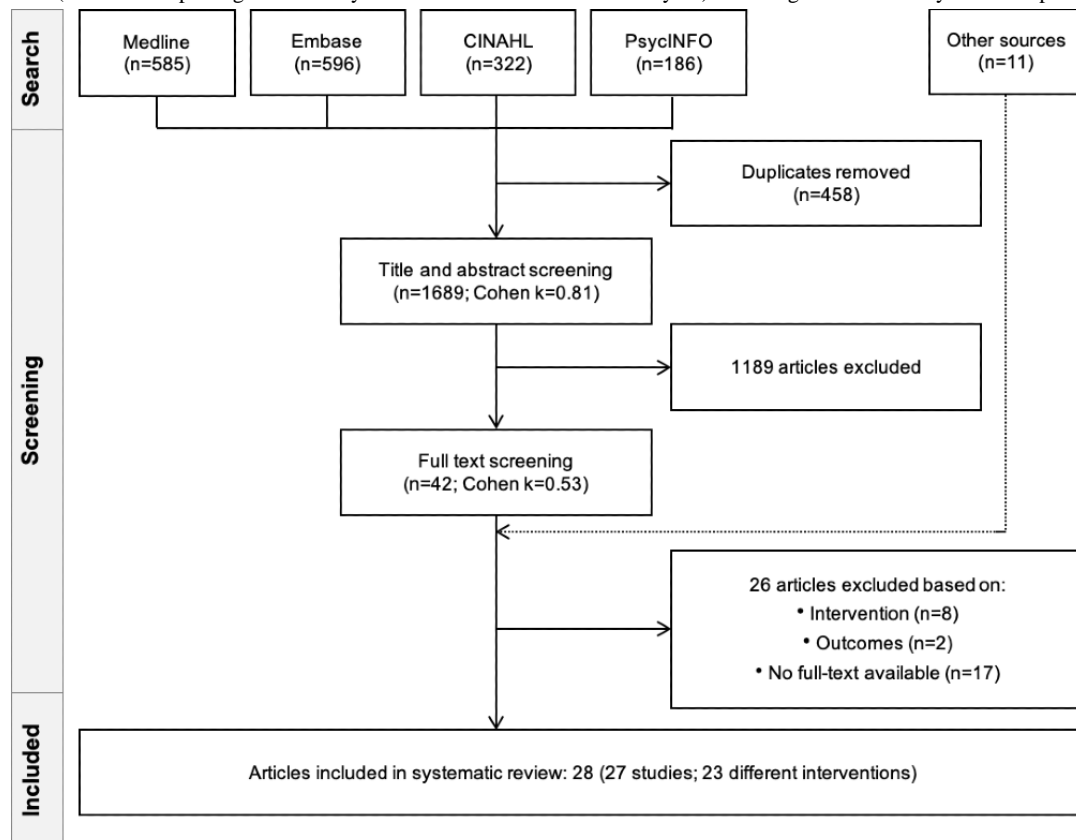 Search
Medline
(n=585)
Embase
(n=596)
CINAHL
(n=322)
PsycINFO
(n=186)
Other sources
(n=11)
Screening
Duplicates removed
(n=458)
Title and abstract screening
(n=1689; Cohen k=0.81)
1189 articles excluded
Full text screening
(n=42; Cohen k=0.53)
26 articles excluded based on:
• Intervention (n=8)
• Outcomes (n=2)
• No full-text available (n=17)
Included
Articles included in systematic review: 28 (27 studies; 23 different interventions)